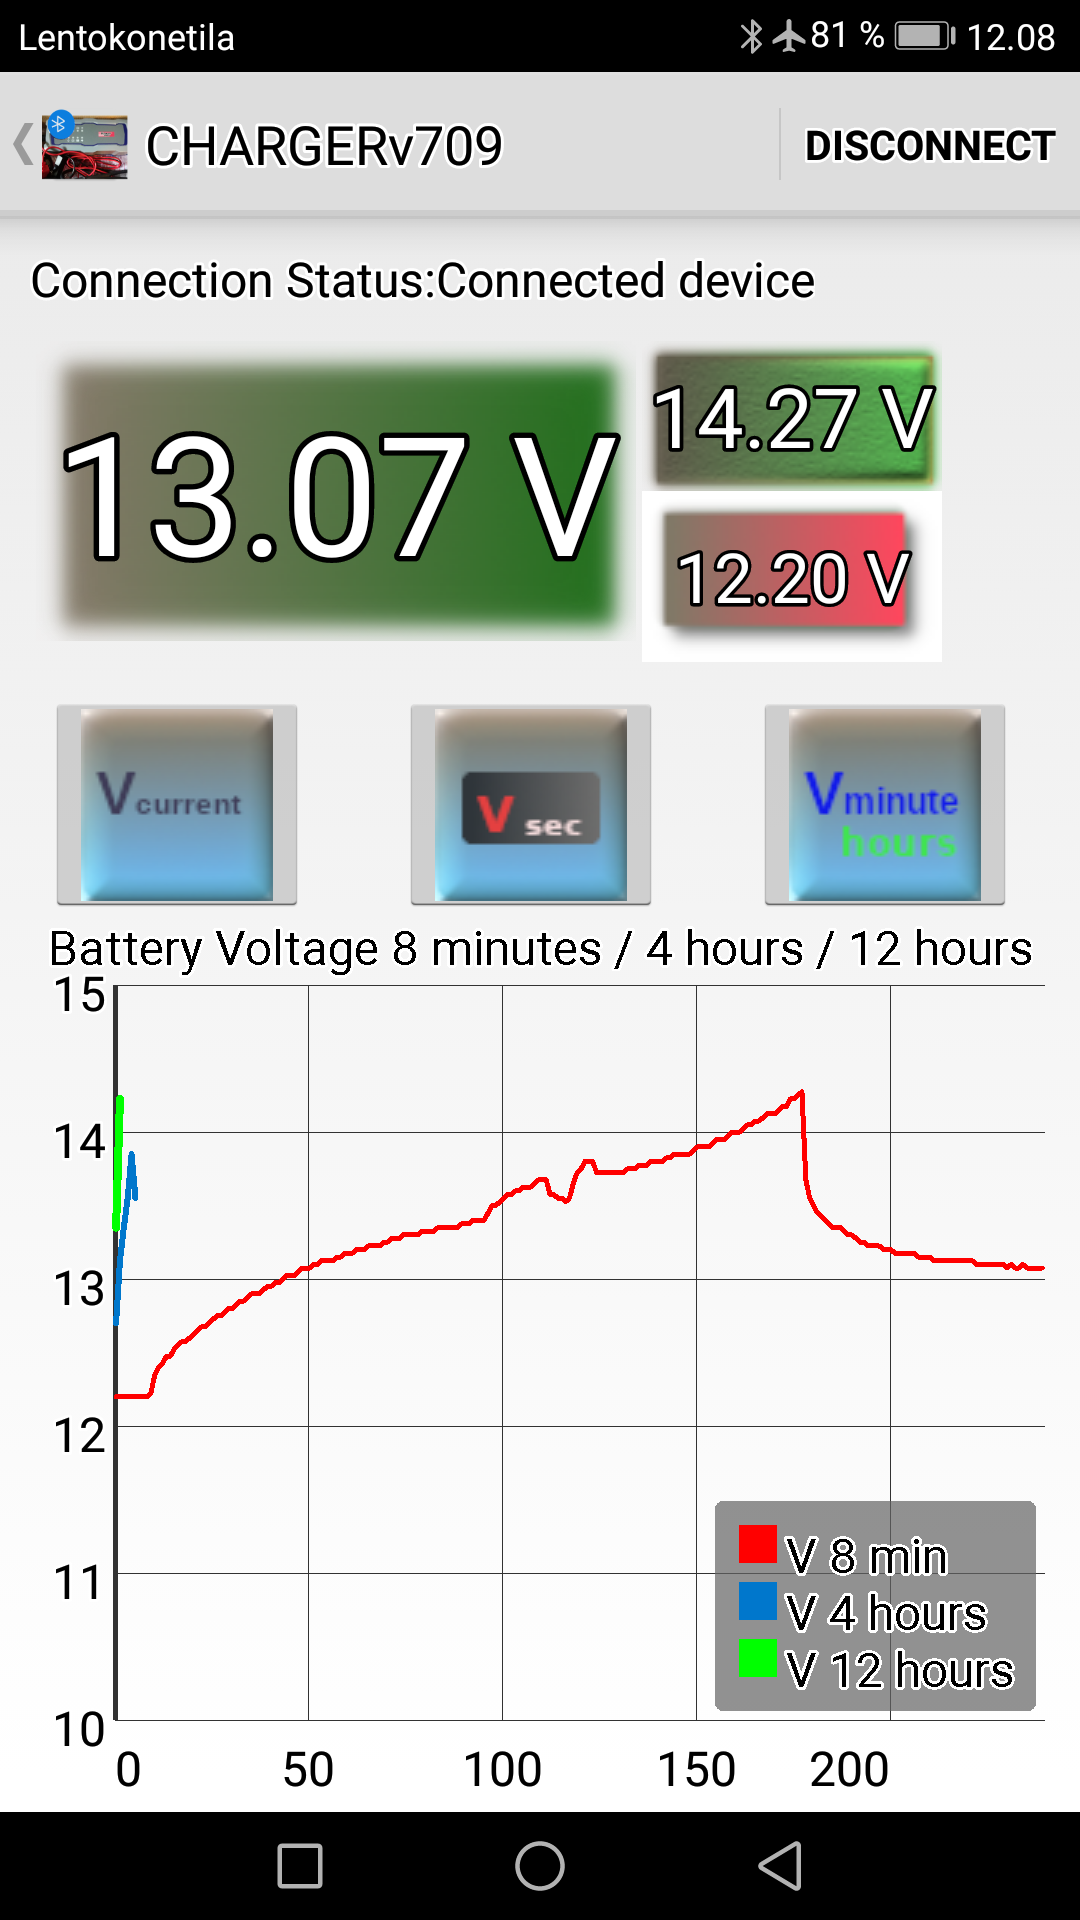 Lentokonetila 81 % 12.08
CHARGERv709 DISCONNECT
Connection Status:Connected device
13.07 V
14.27 V
12.20 V
Vcurrent
V sec
Vminute
hours
Battery Voltage 8 minutes / 4 hours / 12 hours
15
14
13
12
11
10
0 50 100 150 200
V 8 min
V 4 hours
V 12 hours